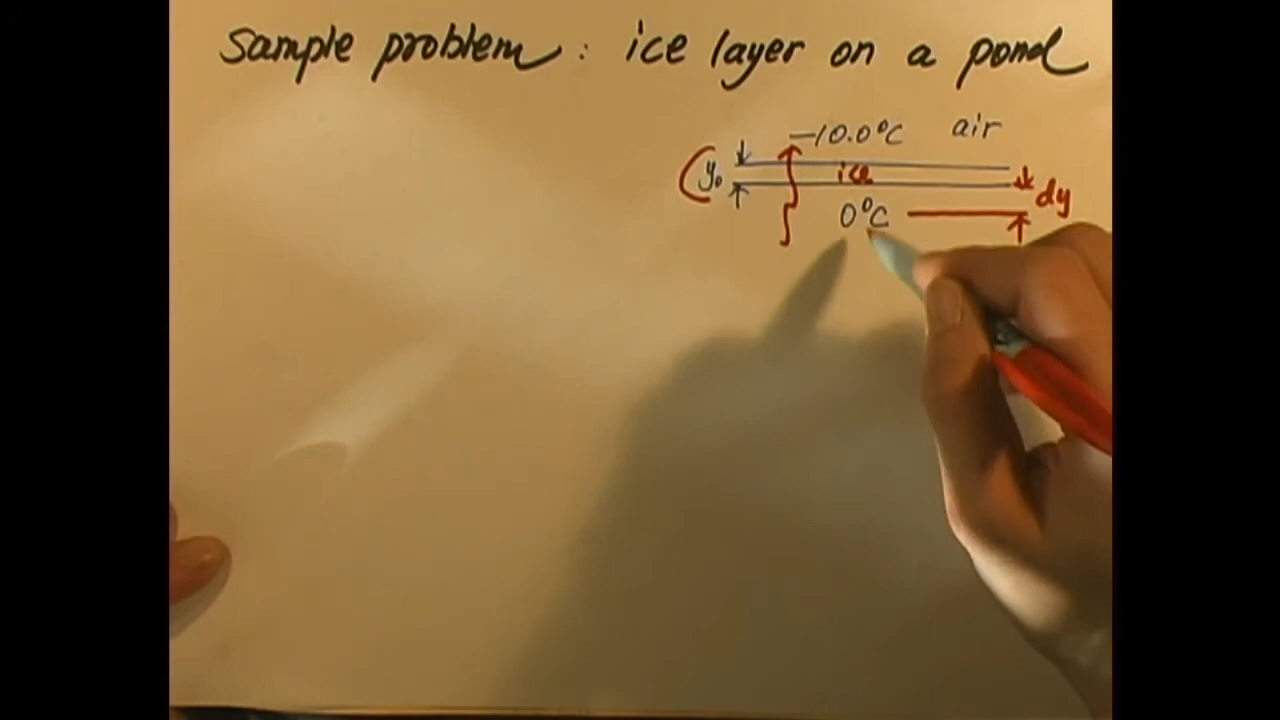 Sample problem : ice layer on a pond
-10.0°C air
y₀ ice
dy
0°C